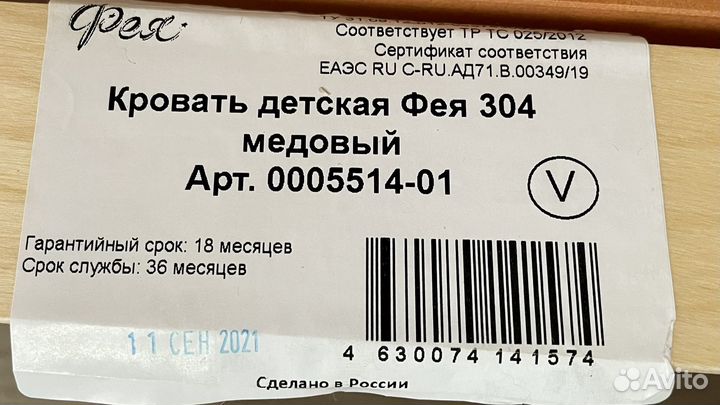 Фея
Соответствует ТР ТС 025/2012
Сертификат соответствия
ЕАЭС RU С-RU.АД71.В.00349/19
Кровать детская Фея 304
медовый
Арт. 0005514-01
V
Гарантийный срок: 18 месяцев
Срок службы: 36 месяцев
11 СЕН 2021
4 630074 141574
Сделано в России
Avito